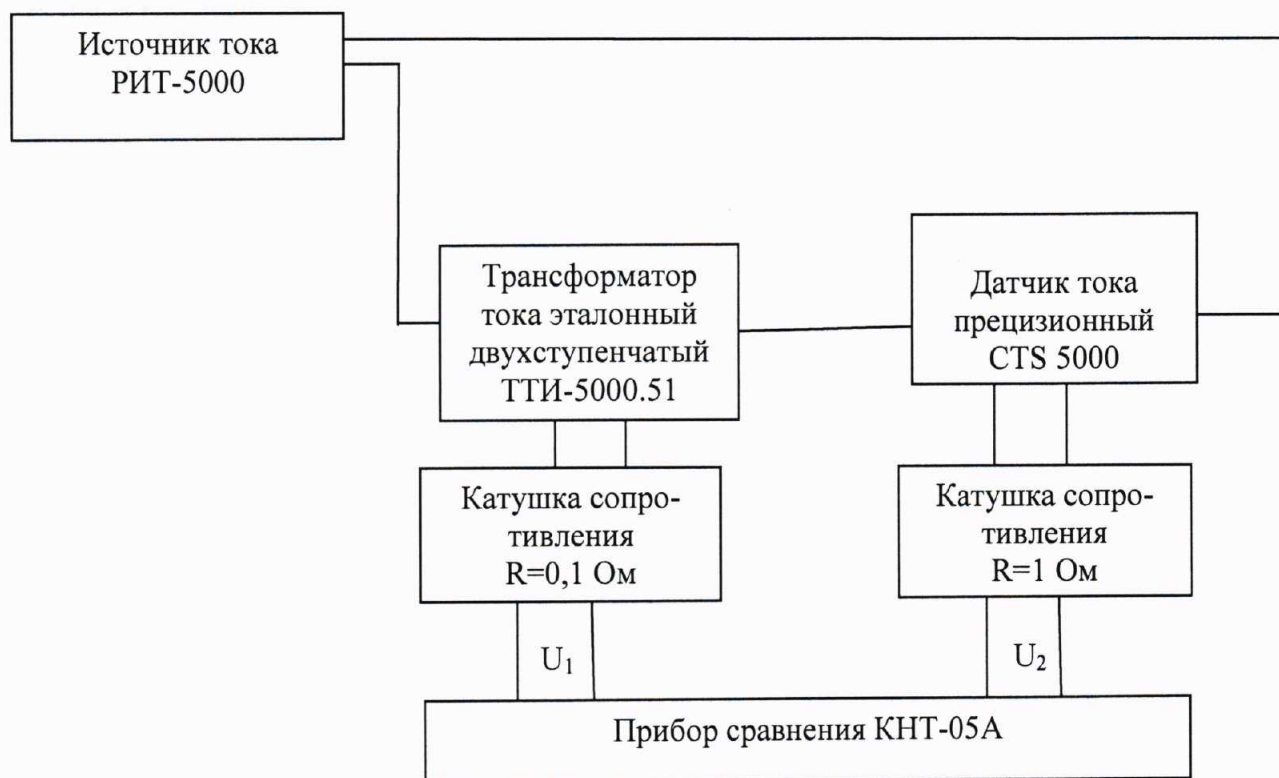 Источник тока
РИТ-5000
Трансформатор
тока эталонный
двухступенчатый
ТТИ-5000.51
Датчик тока
прецизионный
CTS 5000
Катушка сопро-
тивления
R=0,1 Ом
Катушка сопро-
тивления
R=1 Ом
U₁
U₂
Прибор сравнения КНТ-05А